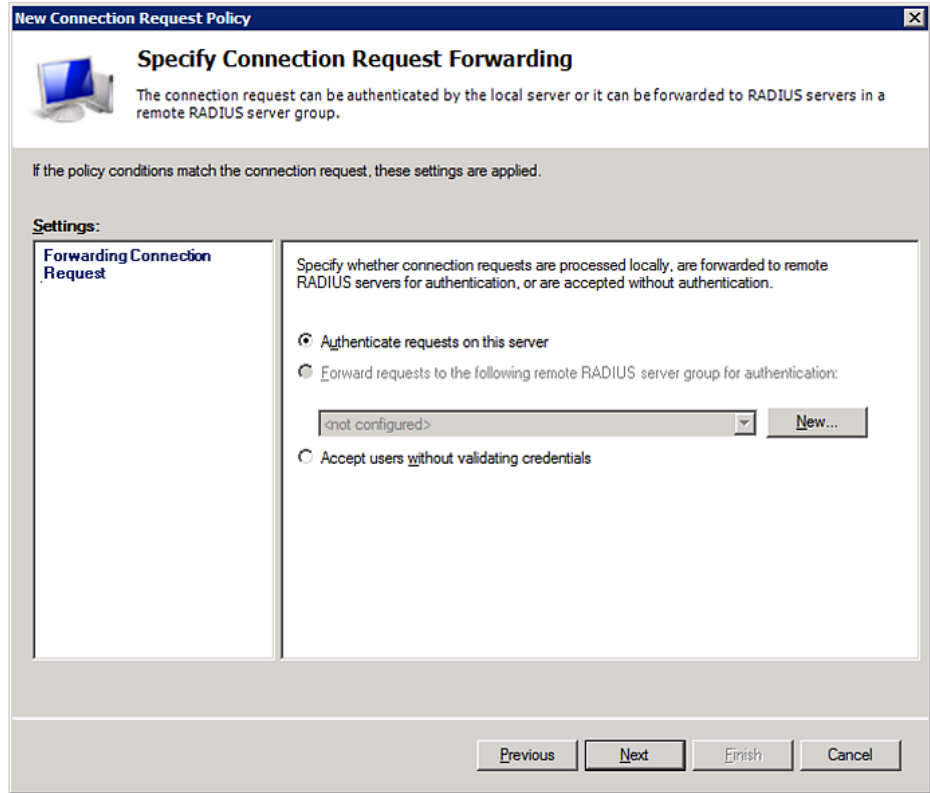 New Connection Request Policy
Specify Connection Request Forwarding
The connection request can be authenticated by the local server or it can be forwarded to RADIUS servers in a
remote RADIUS server group.
If the policy conditions match the connection request, these settings are applied.
Settings:
Forwarding Connection
Request
Specify whether connection requests are processed locally, are forwarded to remote
RADIUS servers for authentication, or are accepted without authentication.
Authenticate requests on this server
Forward requests to the following remote RADIUS server group for authentication:
<not configured>
New...
Accept users without validating credentials
Previous
Next
Finish
Cancel